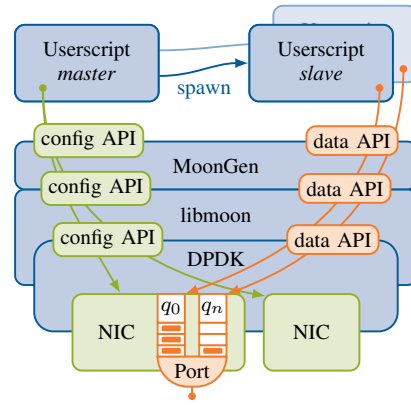 Userscript
master
Userscript
slave
spawn
config API
data API
MoonGen
config API
data API
libmoon
config API
data API
DPDK
NIC
q0
qn
NIC
Port